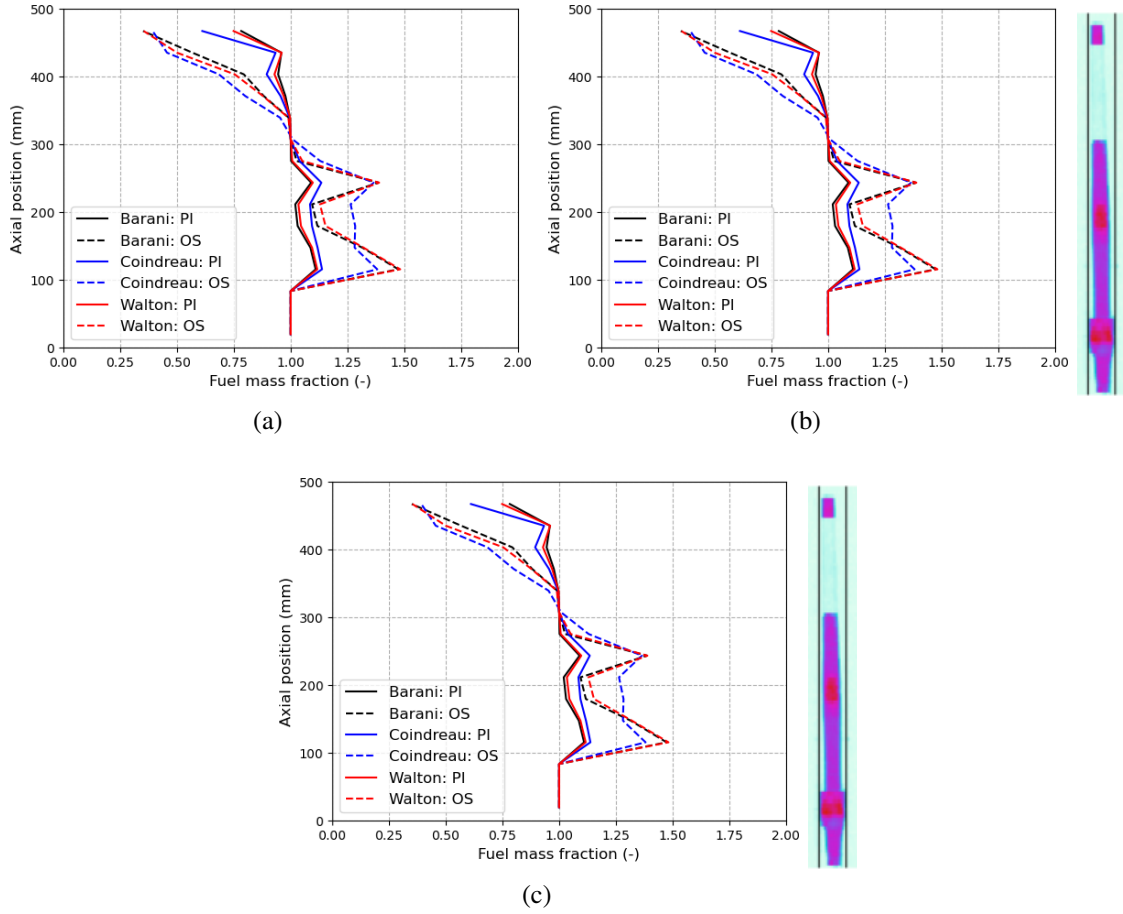 500
400
300
200
100
0
Axial position (mm)
Barani: PI
Barani: OS
Coindreau: PI
Coindreau: OS
Walton: PI
Walton: OS
0.00 0.25 0.50 0.75 1.00 1.25 1.50 1.75 2.00
Fuel mass fraction (-)
(a)
500
400
300
200
100
0
Axial position (mm)
Barani: PI
Barani: OS
Coindreau: PI
Coindreau: OS
Walton: PI
Walton: OS
0.00 0.25 0.50 0.75 1.00 1.25 1.50 1.75 2.00
Fuel mass fraction (-)
(b)
500
400
300
200
100
0
Axial position (mm)
Barani: PI
Barani: OS
Coindreau: PI
Coindreau: OS
Walton: PI
Walton: OS
0.00 0.25 0.50 0.75 1.00 1.25 1.50 1.75 2.00
Fuel mass fraction (-)
(c)